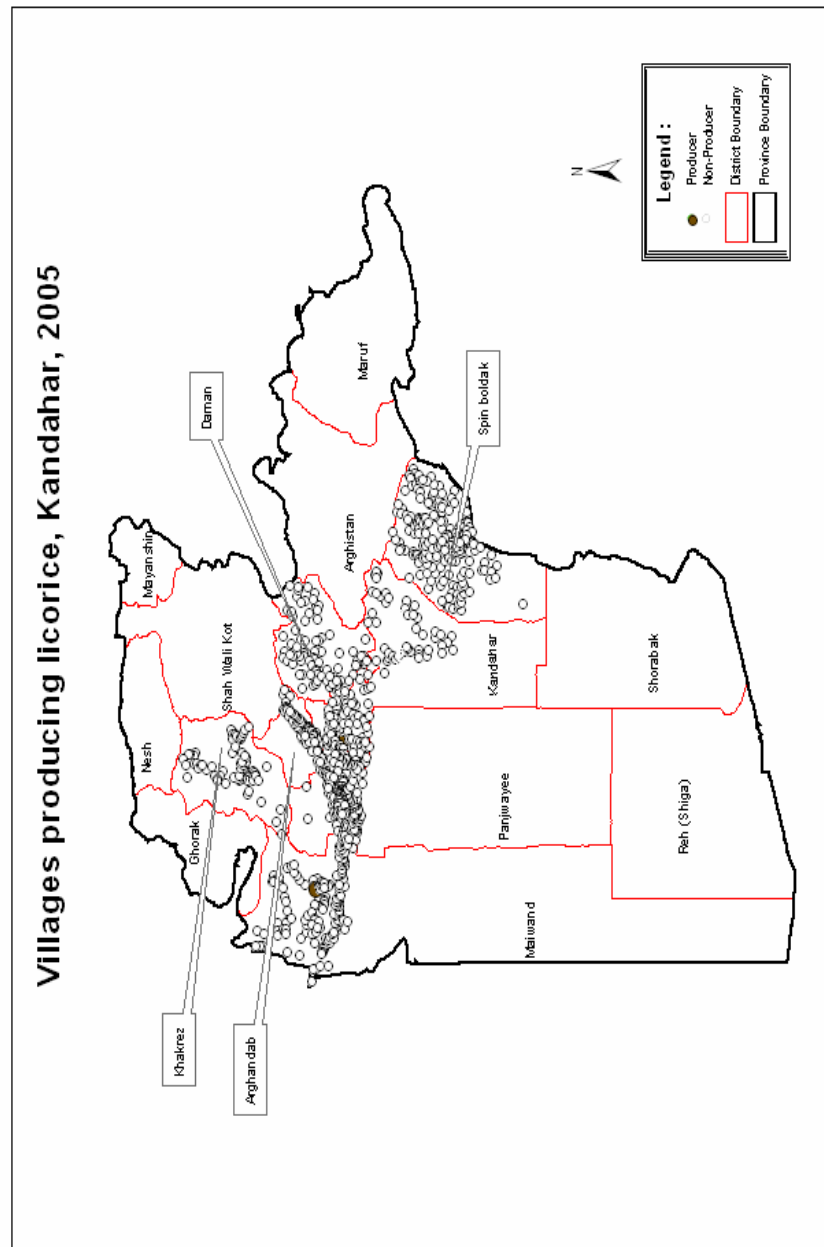 Villages producing licorice, Kandahar, 2005
Mayanshin
Nesh
Shah Wali Kot
Ghorak
Khakrez
Arghandab
Daman
Maruf
Arghistan
Spin boldak
Kandahar
Panjwayee
Maiwand
Shorabak
Reh (Shiga)
N
Legend :
Producer
Non-Producer
District Boundary
Province Boundary